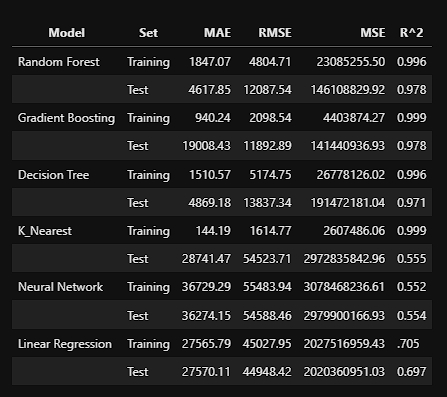 Model Set MAE RMSE MSE R^2
Random Forest Training 1847.07 4804.71 23085255.50 0.996
Test 4617.85 12087.54 146108829.92 0.978
Gradient Boosting Training 940.24 2098.54 4403874.27 0.999
Test 19008.43 11892.89 141440936.93 0.978
Decision Tree Training 1510.57 5174.75 26778126.02 0.996
Test 4869.18 13837.34 191472181.04 0.971
K_Nearest Training 144.19 1614.77 2607486.06 0.999
Test 28741.47 54523.71 2972835842.96 0.555
Neural Network Training 36729.29 55483.94 3078468236.61 0.552
Test 36274.15 54588.46 2979900166.93 0.554
Linear Regression Training 27565.79 45027.95 2027516959.43 .705
Test 27570.11 44948.42 2020360951.03 0.697